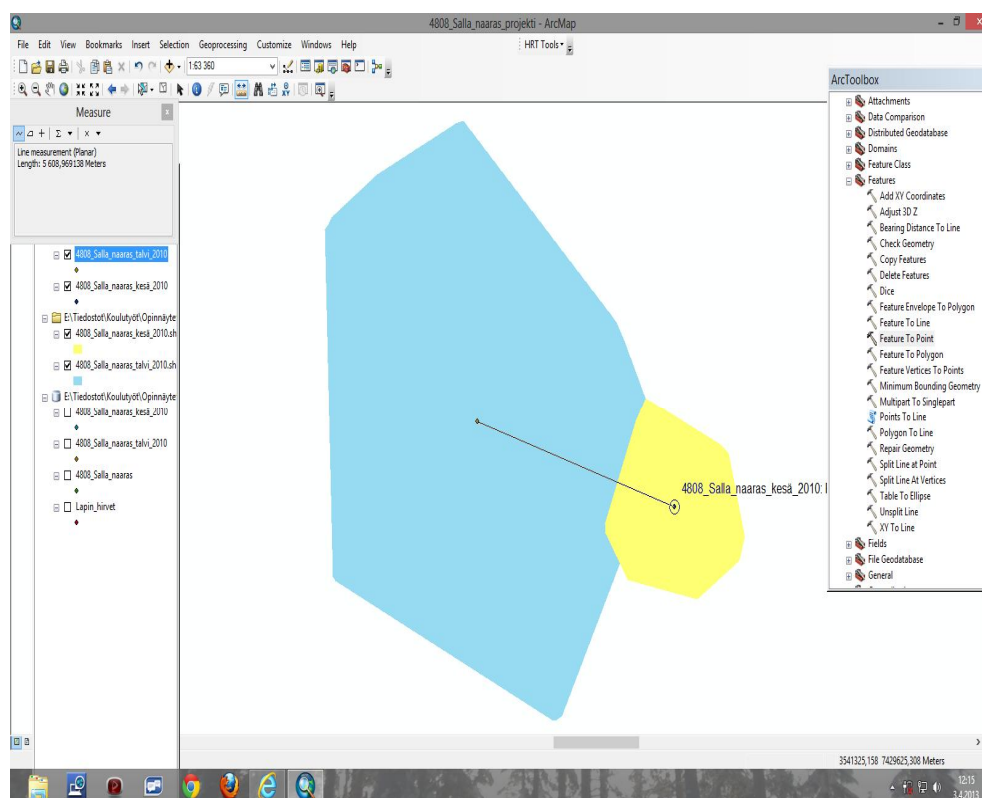 4808_Salla_naaras_projekti - ArcMap
File Edit View Bookmarks Insert Selection Geoprocessing Customize Windows Help
HRT Tools
1:63 360
Measure
Line measurement (Planar)
Length: 5 608,969138 Meters
4808_Salla_naaras_talvi_2010
4808_Salla_naaras_kesä_2010
E:\Tiedostot\Koulutyöt\Opinnäyte
4808_Salla_naaras_kesä_2010.sh
4808_Salla_naaras_talvi_2010.sh
E:\Tiedostot\Koulutyöt\Opinnäyte
4808_Salla_naaras_kesä_2010
4808_Salla_naaras_talvi_2010
4808_Salla_naaras
Lapin_hirvet
4808_Salla_naaras_kesä_2010: l
ArcToolbox
Attachments
Data Comparison
Distributed Geodatabase
Domains
Feature Class
Features
Add XY Coordinates
Adjust 3D Z
Bearing Distance To Line
Check Geometry
Copy Features
Delete Features
Dice
Feature Envelope To Polygon
Feature To Line
Feature To Point
Feature To Polygon
Feature Vertices To Points
Minimum Bounding Geometry
Multipart To Singlepart
Points To Line
Polygon To Line
Repair Geometry
Split Line at Point
Split Line At Vertices
Table To Ellipse
Unsplit Line
XY To Line
Fields
File Geodatabase
General
3541325,158 7429625,308 Meters
12:15
3.4.2013